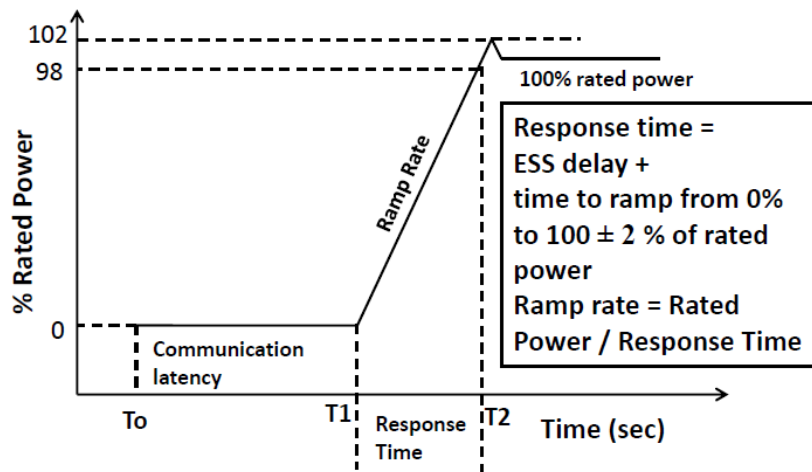 102
98
0
% Rated Power
Ramp Rate
100% rated power
Response time =
ESS delay +
time to ramp from 0%
to 100 ± 2 % of rated
power
Ramp rate = Rated
Power / Response Time
Communication
latency
To
T1
Response
Time
T2
Time (sec)